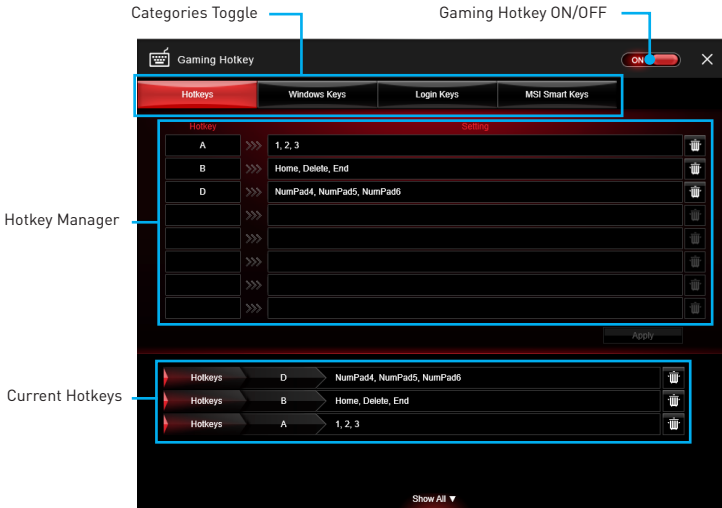 Categories Toggle
Gaming Hotkey ON/OFF
Gaming Hotkey
ON
Hotkeys
Windows Keys
Login Keys
MSI Smart Keys
Hotkey
Setting
A
1, 2, 3
B
Home, Delete, End
D
NumPad4, NumPad5, NumPad6
Hotkey Manager
Apply
Current Hotkeys
Hotkeys
D
NumPad4, NumPad5, NumPad6
Hotkeys
B
Home, Delete, End
Hotkeys
A
1, 2, 3
Show All ▼